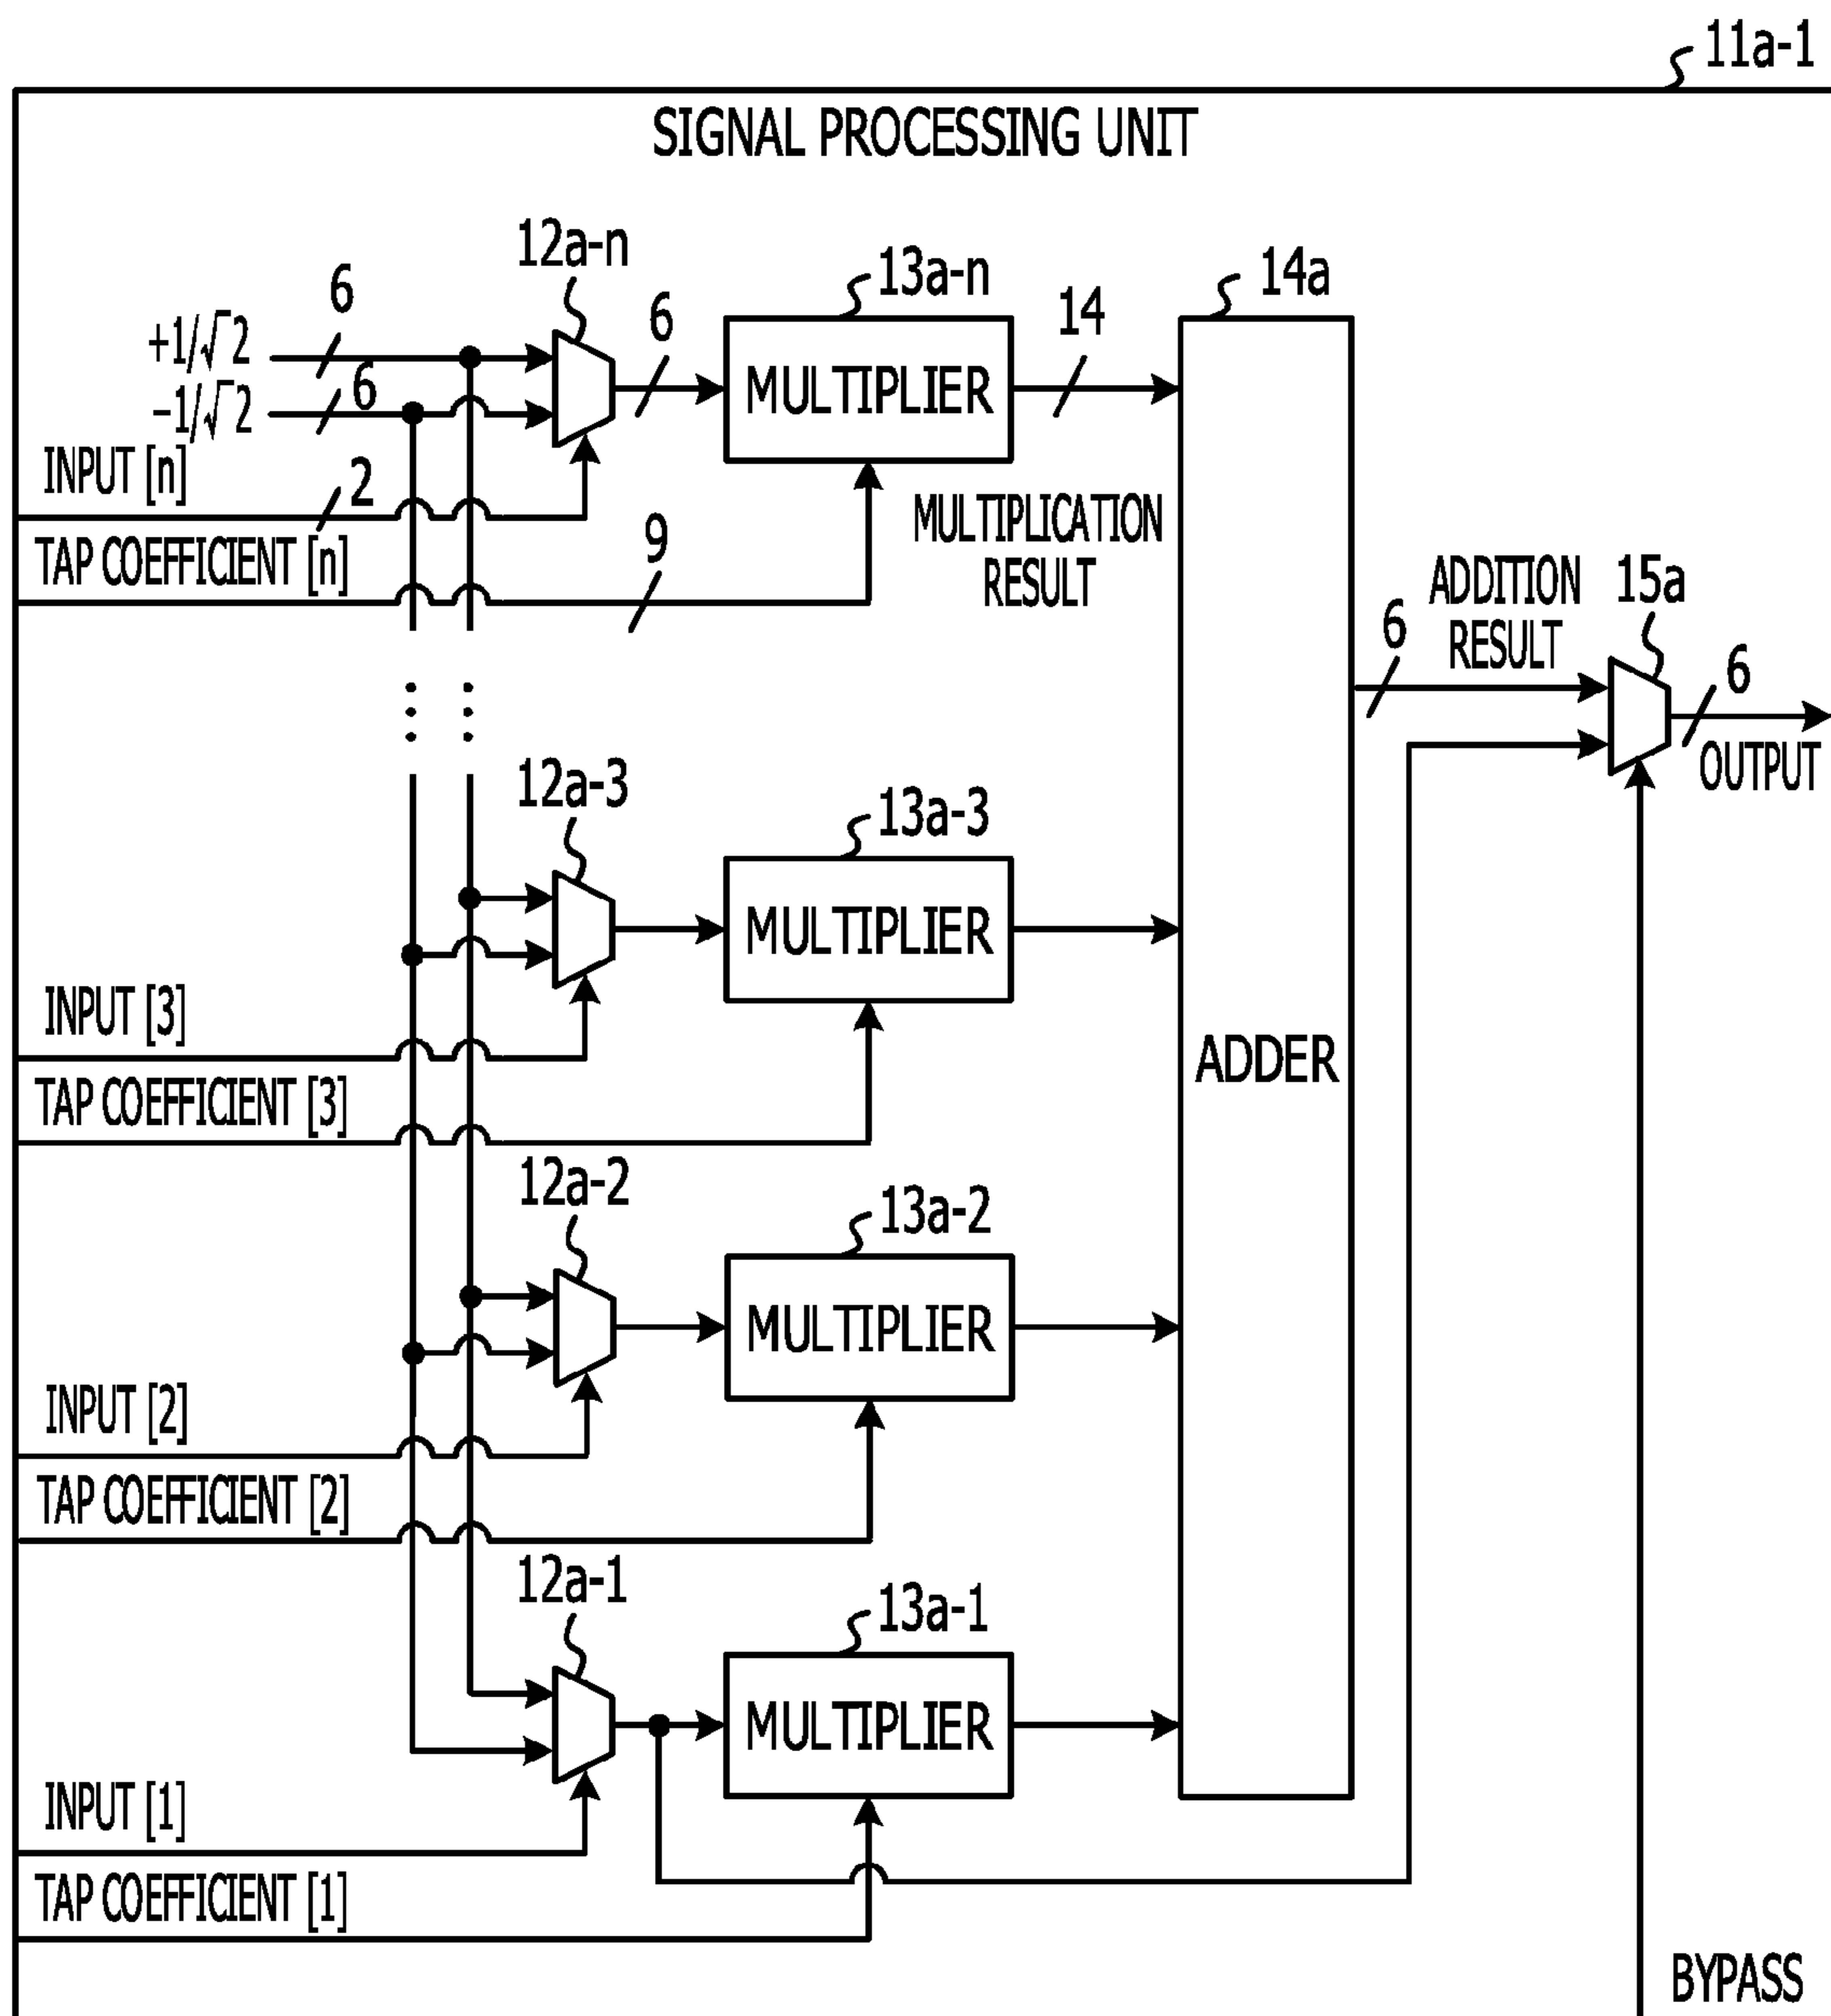 11a-1
SIGNAL PROCESSING UNIT
12a-n
13a-n
14a
+1/√2
6
6
14
−1/√2
6
MULTIPLIER
INPUT [n]
2
TAP COEFFICIENT [n]
9
MULTIPLICATION
RESULT
ADDITION
RESULT
15a
6
6
OUTPUT
12a-3
13a-3
MULTIPLIER
INPUT [3]
TAP COEFFICIENT [3]
ADDER
12a-2
13a-2
MULTIPLIER
INPUT [2]
TAP COEFFICIENT [2]
12a-1
13a-1
MULTIPLIER
INPUT [1]
TAP COEFFICIENT [1]
BYPASS